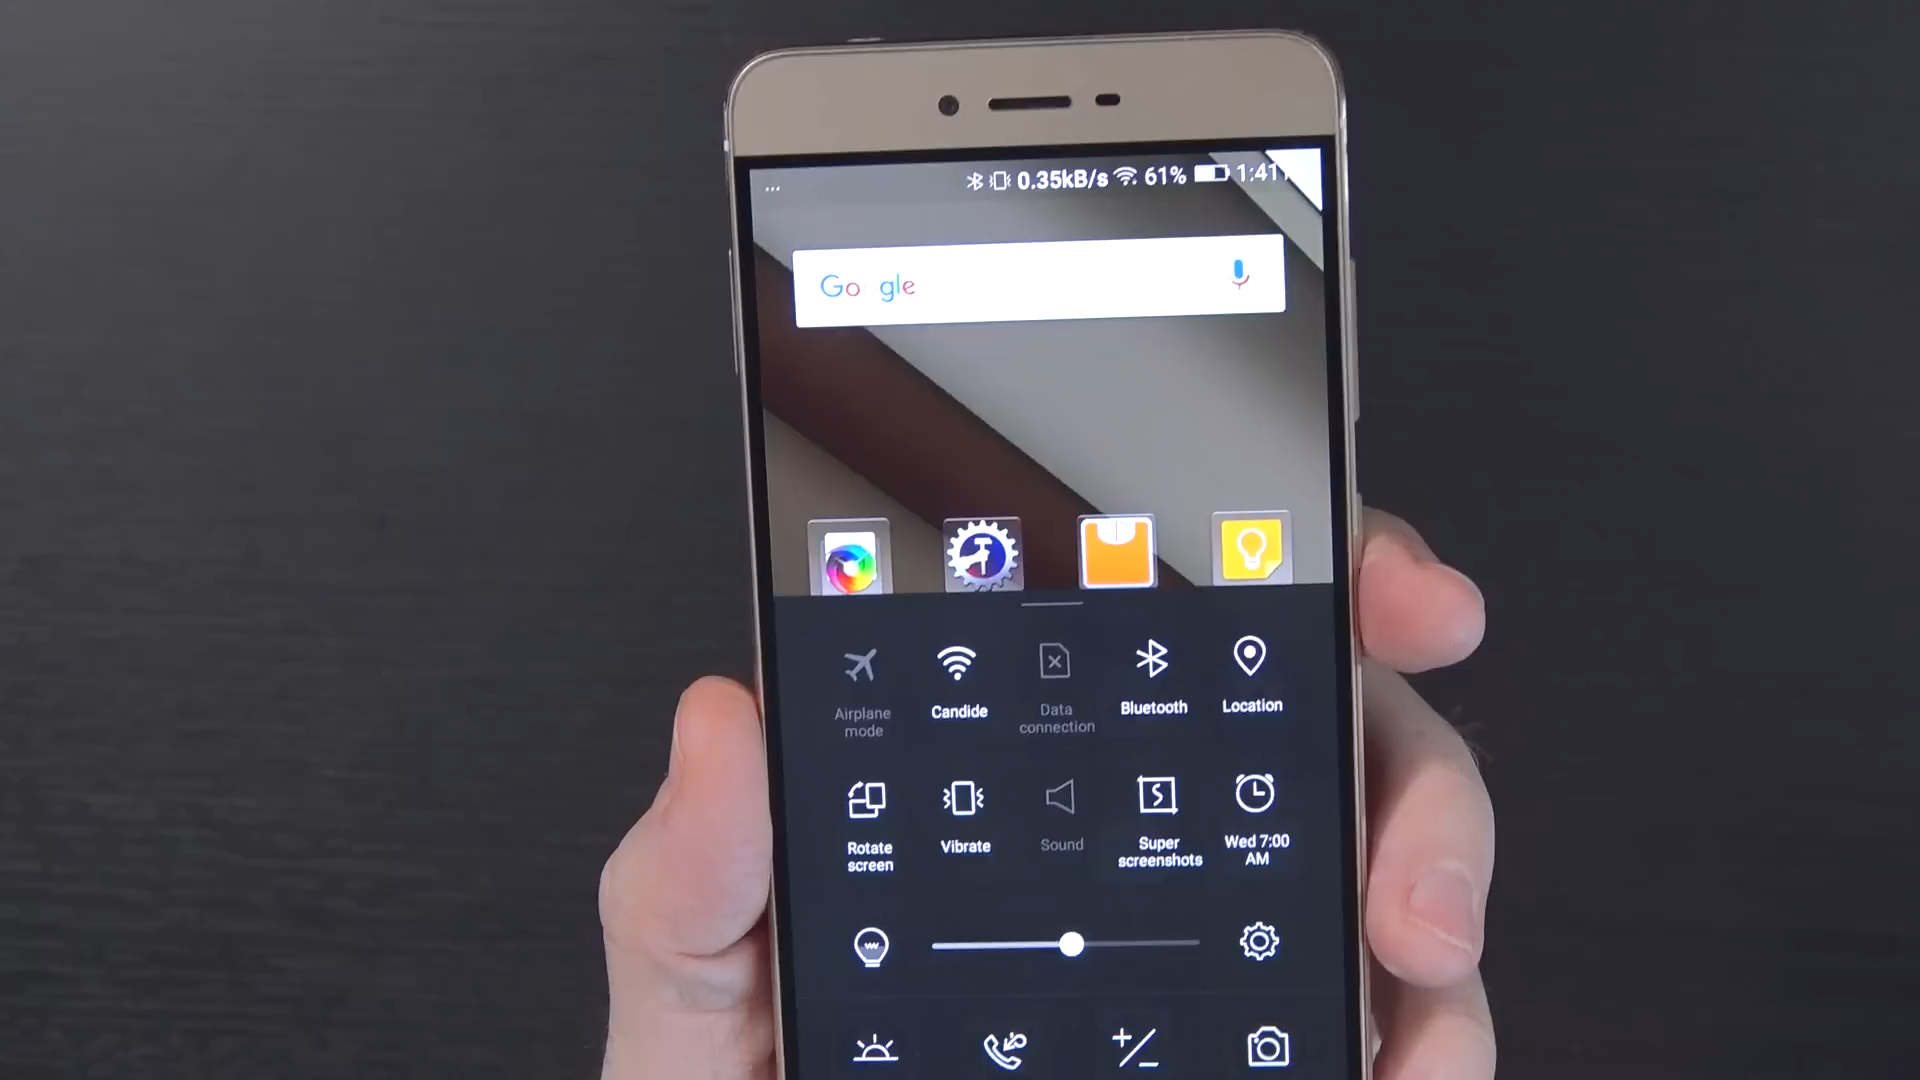 ... 0.35kB/s 61% 1:41
Go gle
Airplane
mode
Candide
Data
connection
Bluetooth
Location
Rotate
screen
Vibrate
Sound
Super
screenshots
Wed 7:00
AM